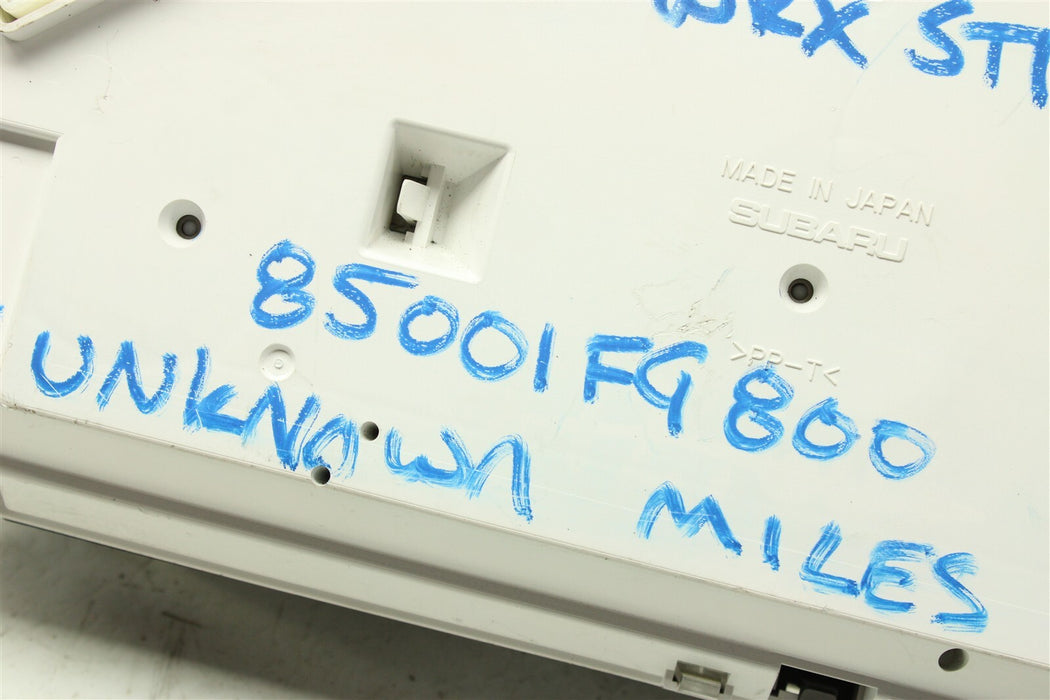 WRX STI
MADE IN JAPAN
SUBARU
85001FG800
>PP-T<
UNKNOWN MILES